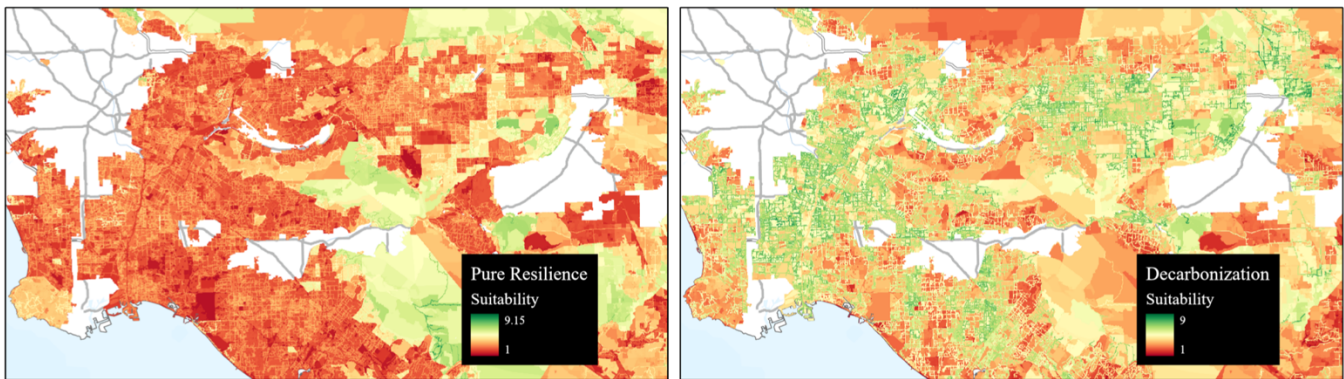 Pure Resilience
Suitability
9.15
1
Decarbonization
Suitability
9
1